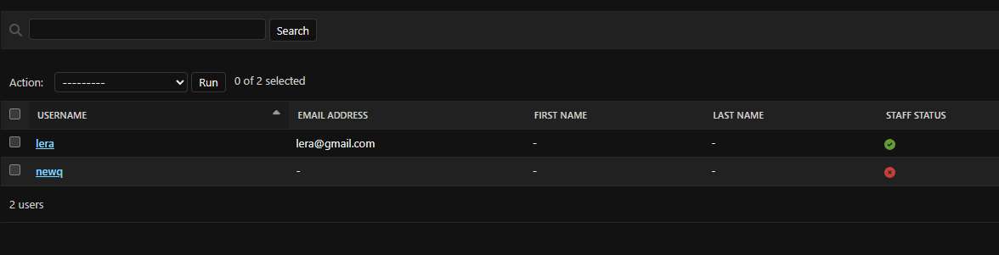 Search
Action: --------- Run 0 of 2 selected
USERNAME EMAIL ADDRESS FIRST NAME LAST NAME STAFF STATUS
lera lera@gmail.com - -
newq - - -
2 users